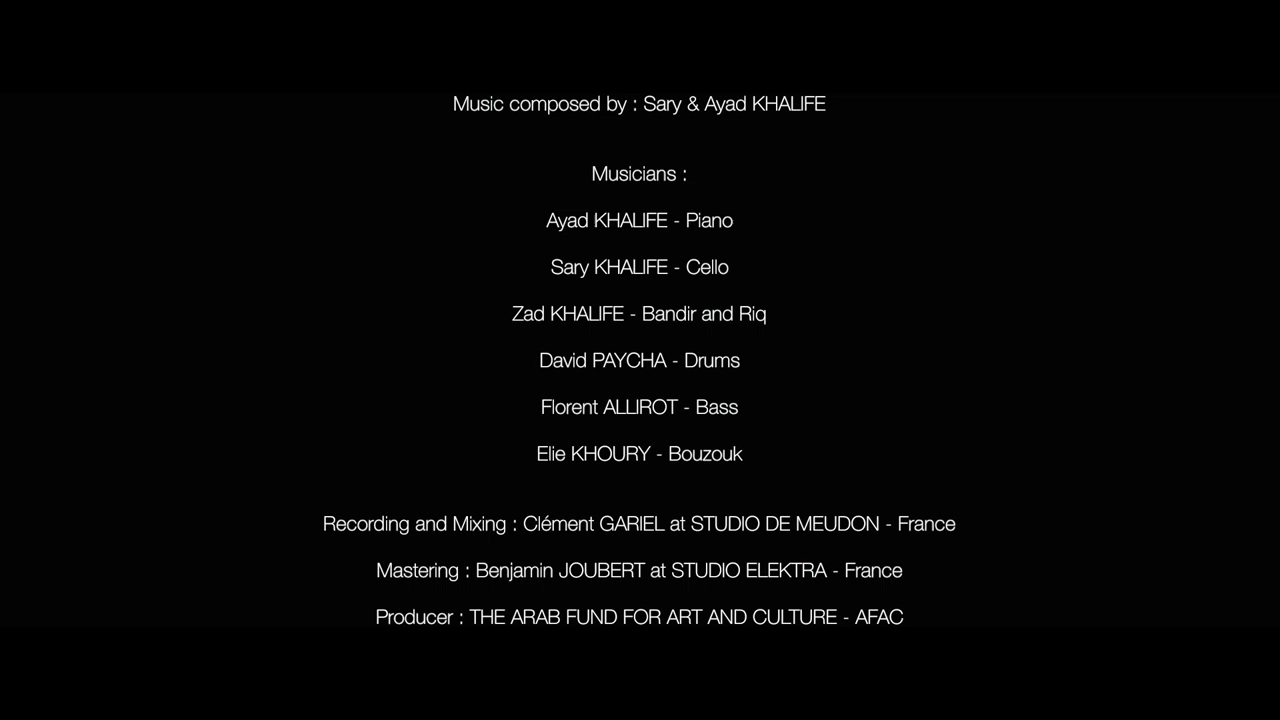 Music composed by : Sary & Ayad KHALIFE
Musicians :
Ayad KHALIFE - Piano
Sary KHALIFE - Cello
Zad KHALIFE - Bandir and Riq
David PAYCHA - Drums
Florent ALLIROT - Bass
Elie KHOURY - Bouzouk
Recording and Mixing : Clément GARIEL at STUDIO DE MEUDON - France
Mastering : Benjamin JOUBERT at STUDIO ELEKTRA - France
Producer : THE ARAB FUND FOR ART AND CULTURE - AFAC